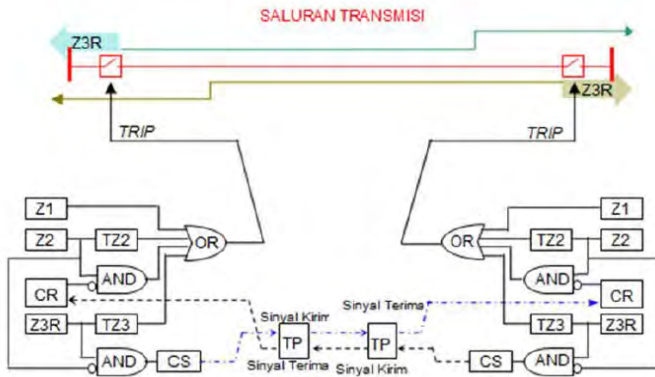 SALURAN TRANSMISI
Z3R
Z3R
TRIP
TRIP
Z1
Z2
TZ2
OR
AND
CR
Z3R
TZ3
AND
CS
Sinyal Kirim
TP
Sinyal Terima
Sinyal Terima
TP
Sinyal Kirim
Z1
OR
TZ2
Z2
AND
CR
TZ3
Z3R
CS
AND